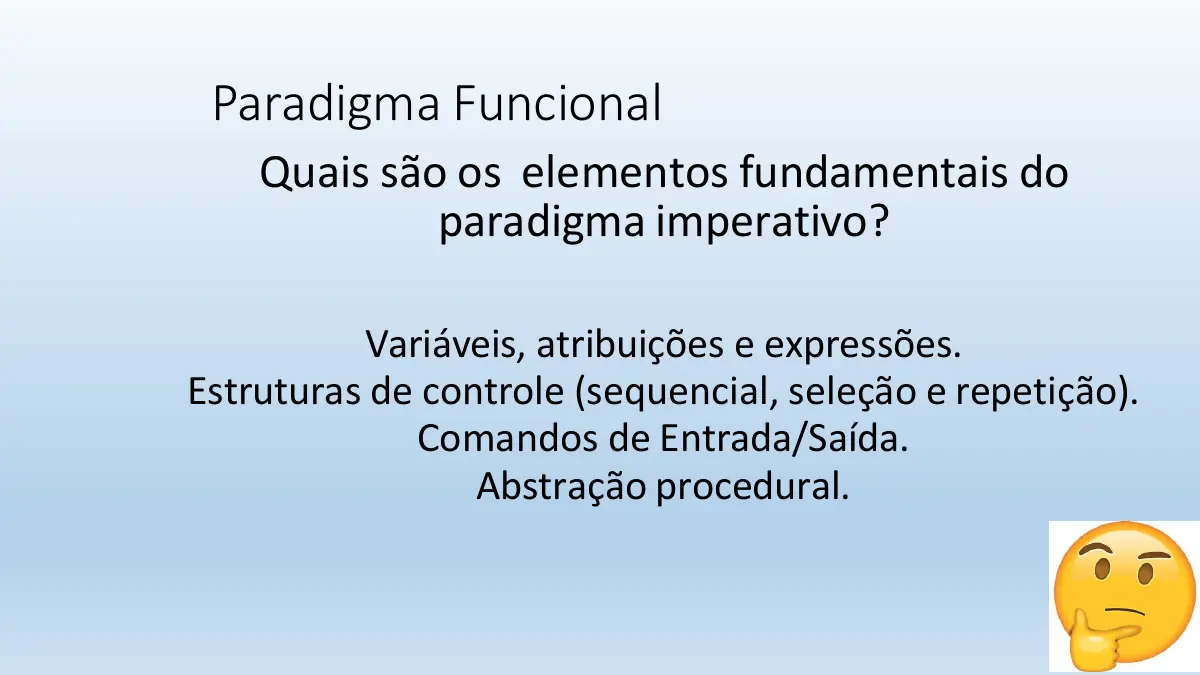 Paradigma Funcional
Quais são os elementos fundamentais do
paradigma imperativo?
Variáveis, atribuições e expressões.
Estruturas de controle (sequencial, seleção e repetição).
Comandos de Entrada/Saída.
Abstração procedural.